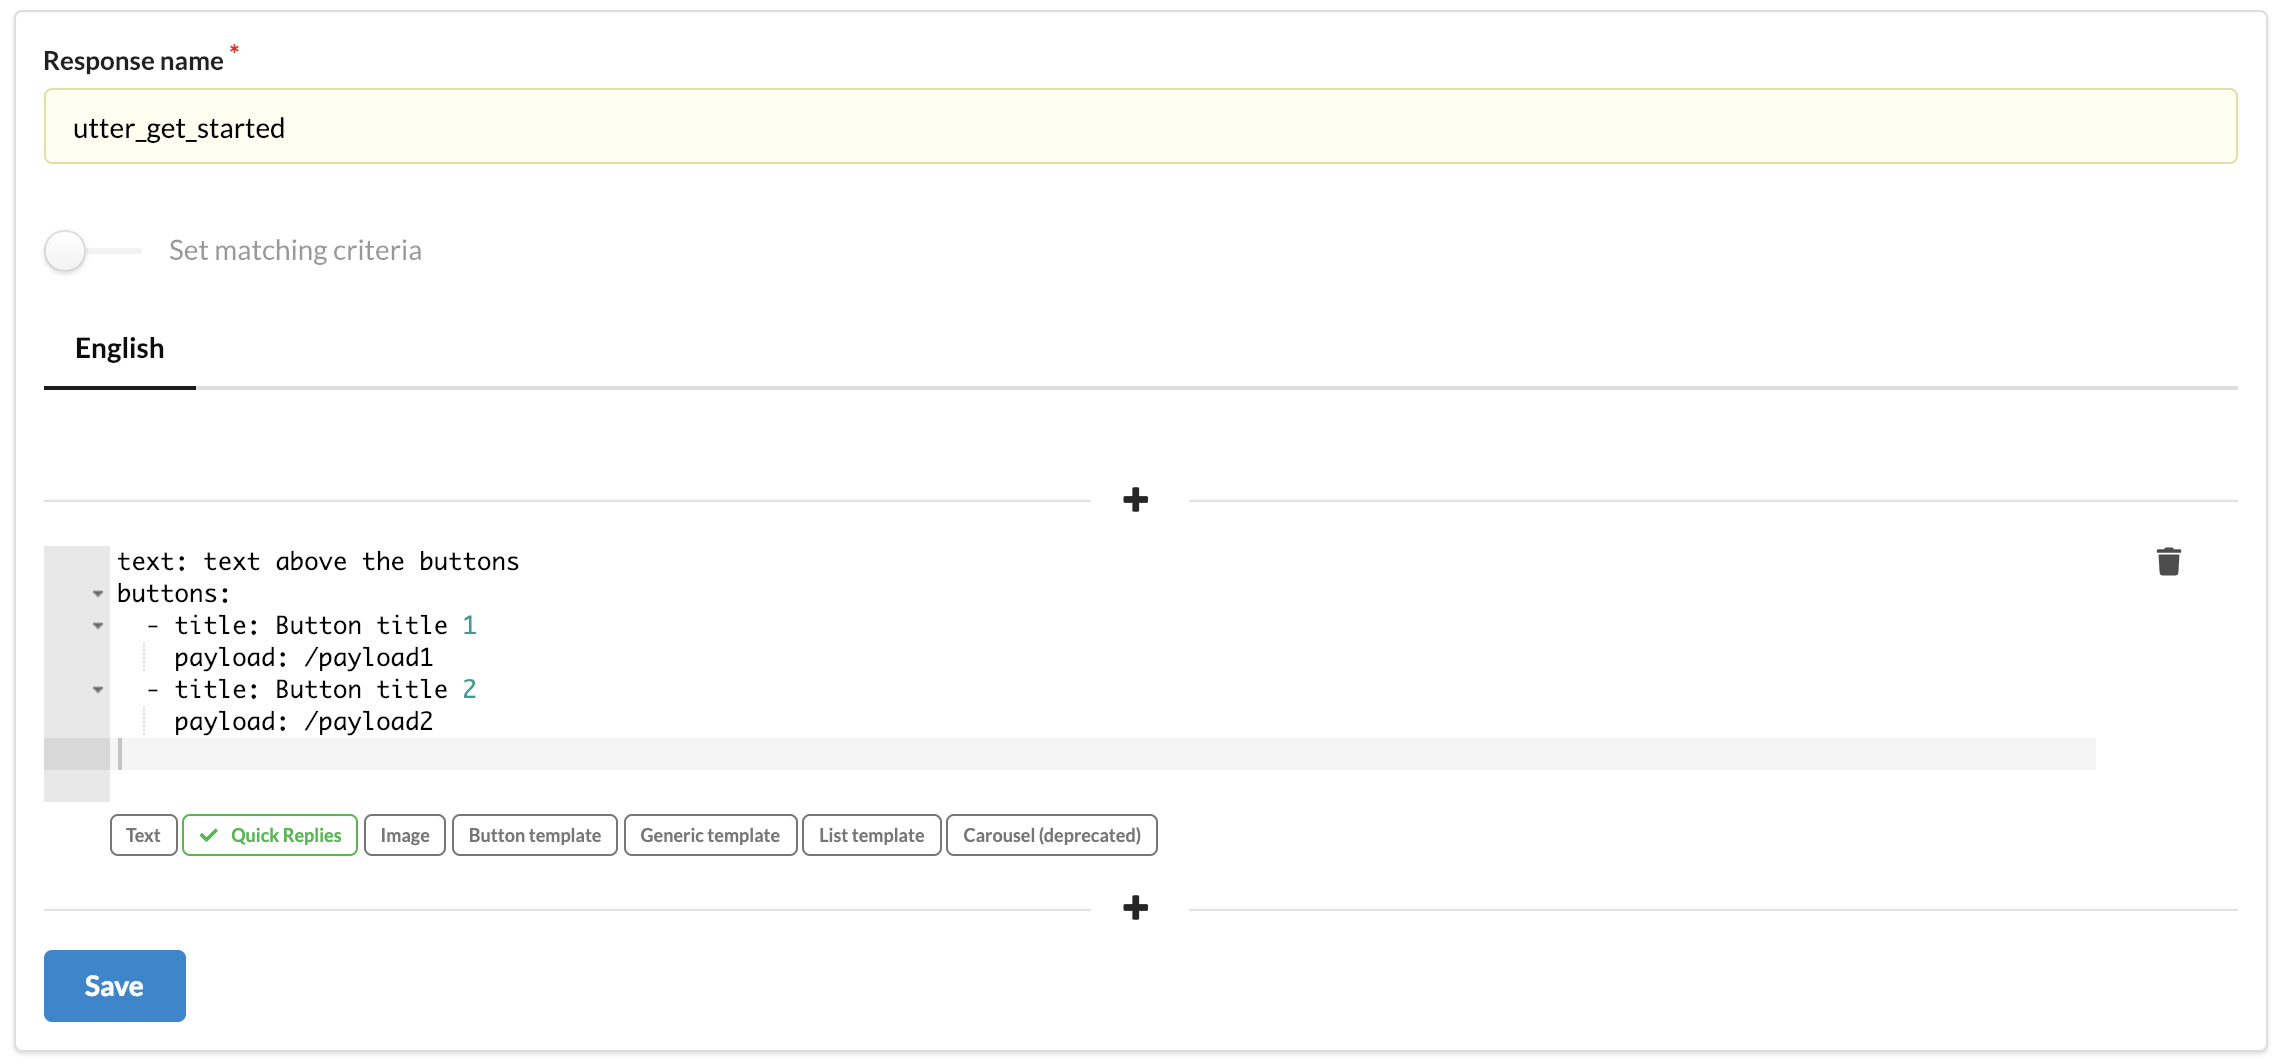 Response name *
utter_get_started
Set matching criteria
English
text: text above the buttons
buttons:
  - title: Button title 1
    payload: /payload1
  - title: Button title 2
    payload: /payload2
Text Quick Replies Image Button template Generic template List template Carousel (deprecated)
Save